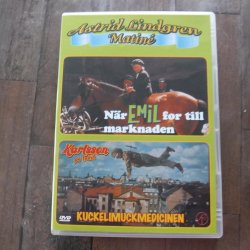 Astrid Lindgren
Matiné
När EMIL for till
marknaden
Karlsson
på taket
KUCKELIMUCKMEDICINEN
DVD